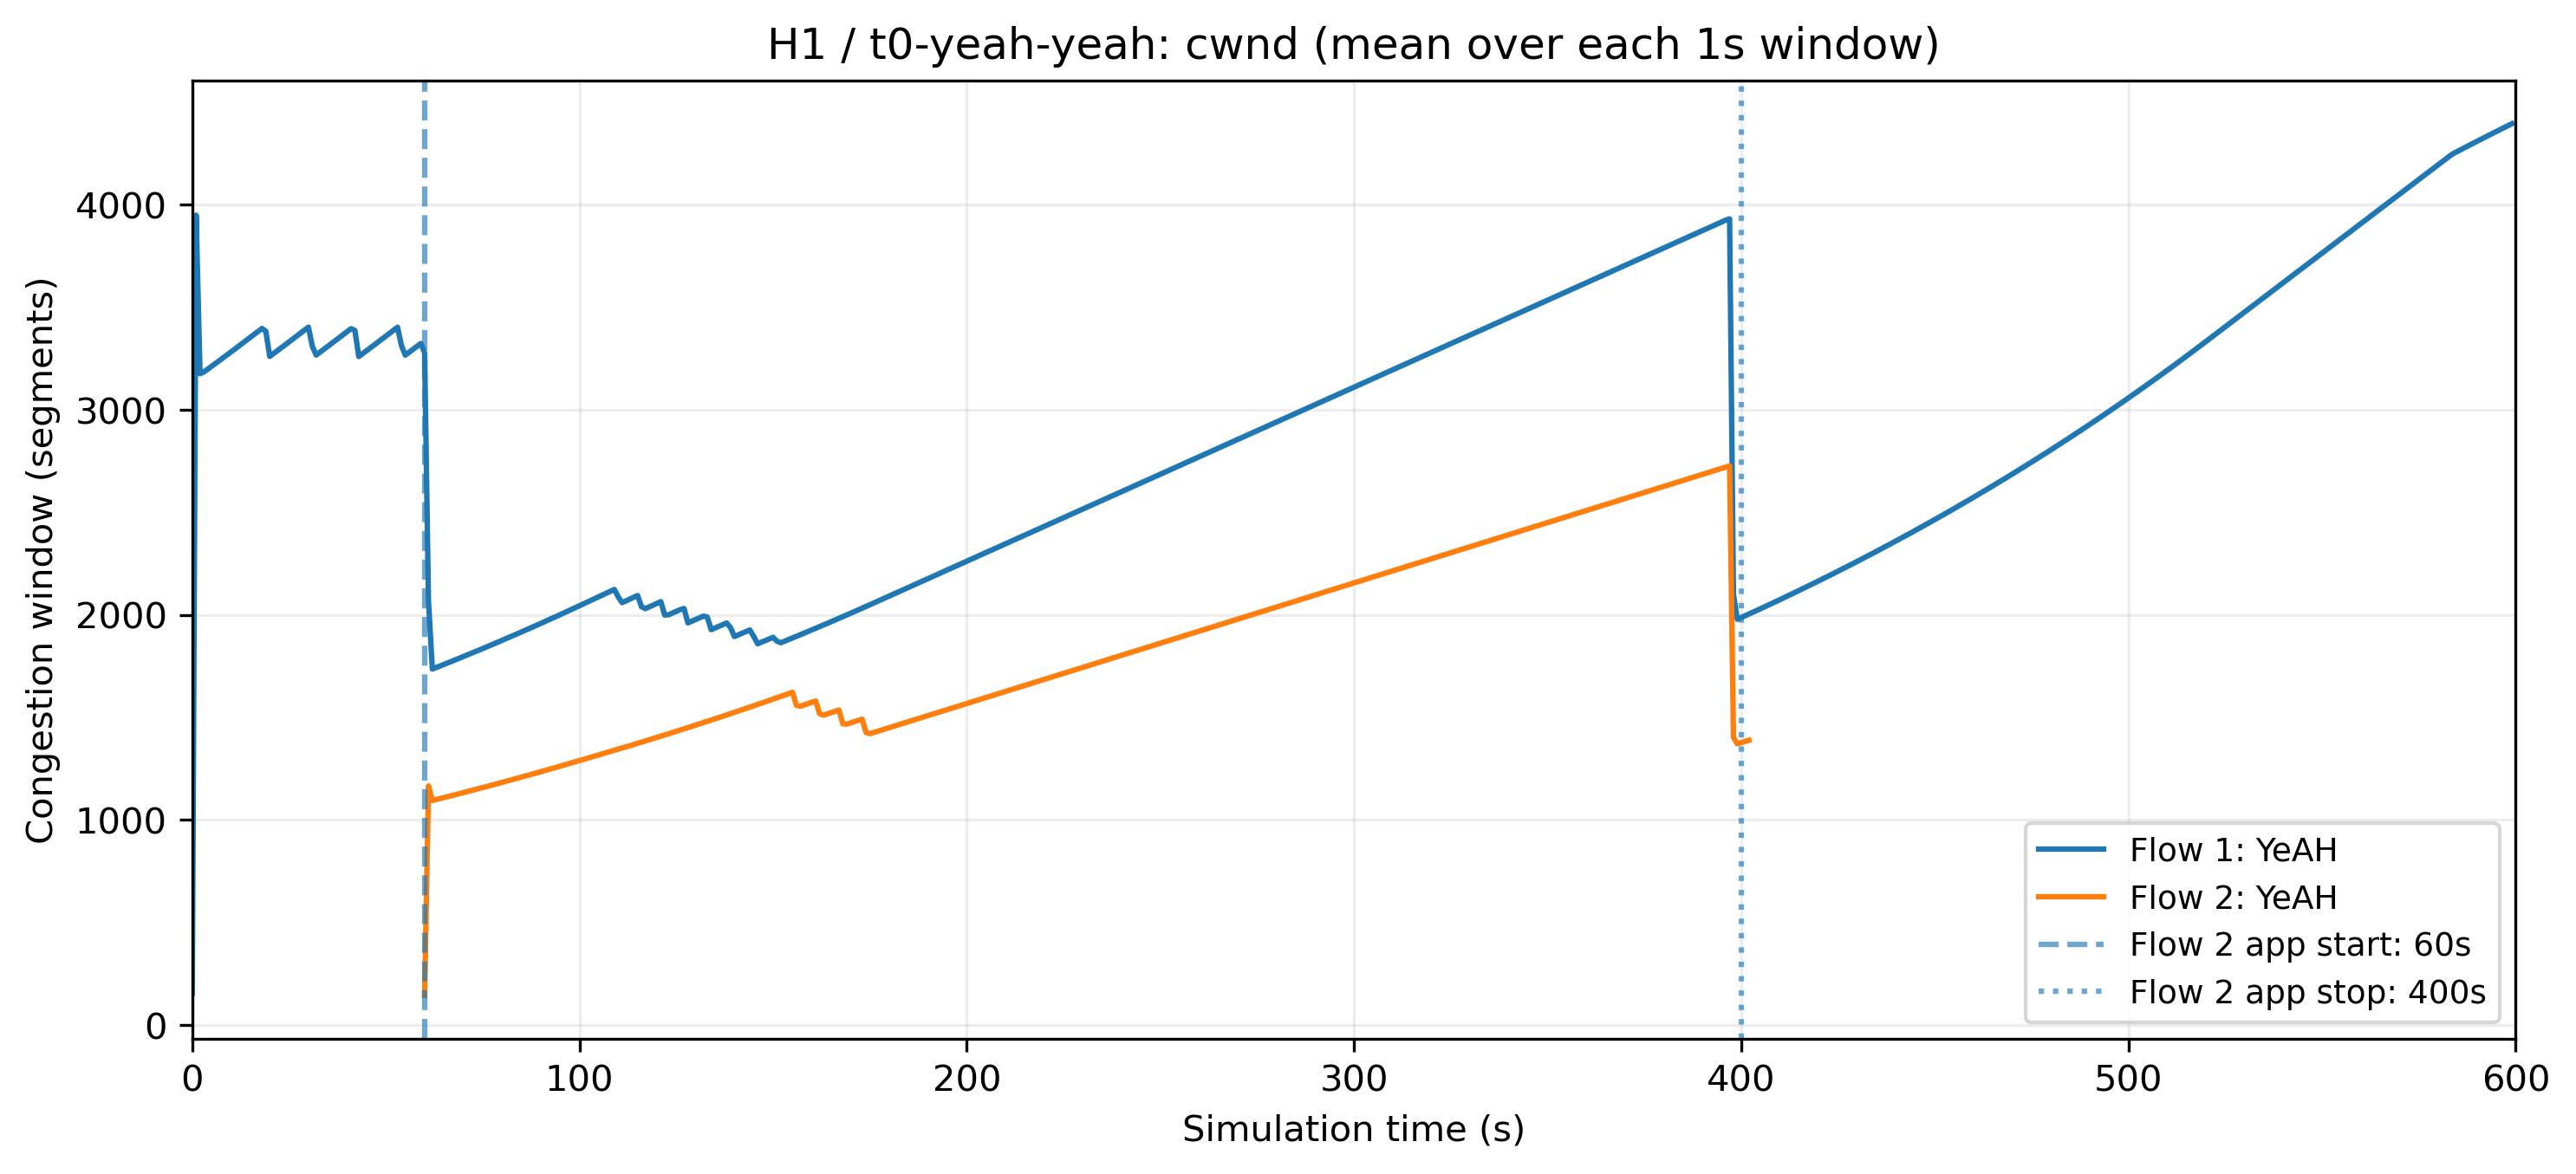 H1 / t0-yeah-yeah: cwnd (mean over each 1s window)
Congestion window (segments)
4000
3000
2000
1000
0
0 100 200 300 400 500 600
Simulation time (s)
Flow 1: YeAH
Flow 2: YeAH
Flow 2 app start: 60s
Flow 2 app stop: 400s